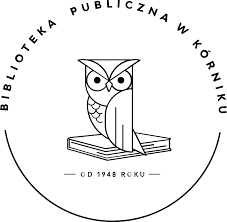 BIBLIOTEKA PUBLICZNA W KÓRNIKU
— OD 1948 ROKU —